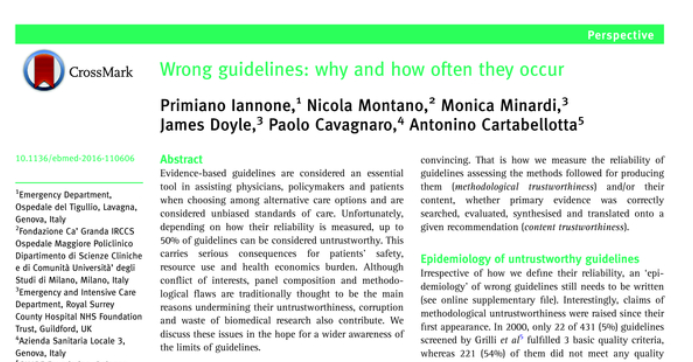 Perspective
CrossMark
Wrong guidelines: why and how often they occur
Primiano Iannone,¹ Nicola Montano,² Monica Minardi,³
James Doyle,³ Paolo Cavagnaro,⁴ Antonino Cartabellotta⁵
10.1136/ebmed-2016-110606
¹Emergency Department,
Ospedale del Tigullio, Lavagna,
Genova, Italy
²Fondazione Ca' Granda IRCCS
Ospedale Maggiore Policlinico
Dipartimento di Scienze Cliniche
e di Comunità Università' degli
Studi di Milano, Milano, Italy
³Emergency and Intensive Care
Department, Royal Surrey
County Hospital NHS Foundation
Trust, Guildford, UK
⁴Azienda Sanitaria Locale 3,
Genova, Italy
Abstract
Evidence-based guidelines are considered an essential
tool in assisting physicians, policymakers and patients
when choosing among alternative care options and are
considered unbiased standards of care. Unfortunately,
depending on how their reliability is measured, up to
50% of guidelines can be considered untrustworthy. This
carries serious consequences for patients' safety,
resource use and health economics burden. Although
conflict of interests, panel composition and methodo-
logical flaws are traditionally thought to be the main
reasons undermining their untrustworthiness, corruption
and waste of biomedical research also contribute. We
discuss these issues in the hope for a wider awareness of
the limits of guidelines.
convincing. That is how we measure the reliability of
guidelines assessing the methods followed for producing
them (methodological trustworthiness) and/or their
content, whether primary evidence was correctly
searched, evaluated, synthesised and translated onto a
given recommendation (content trustworthiness).
Epidemiology of untrustworthy guidelines
Irrespective of how we define their reliability, an 'epi-
demiology' of wrong guidelines still needs to be written
(see online supplementary file). Interestingly, claims of
methodological untrustworthiness were raised since their
first appearance. In 2000, only 22 of 431 (5%) guidelines
screened by Grilli et al⁵ fulfilled 3 basic quality criteria,
whereas 221 (54%) of them did not meet any quality